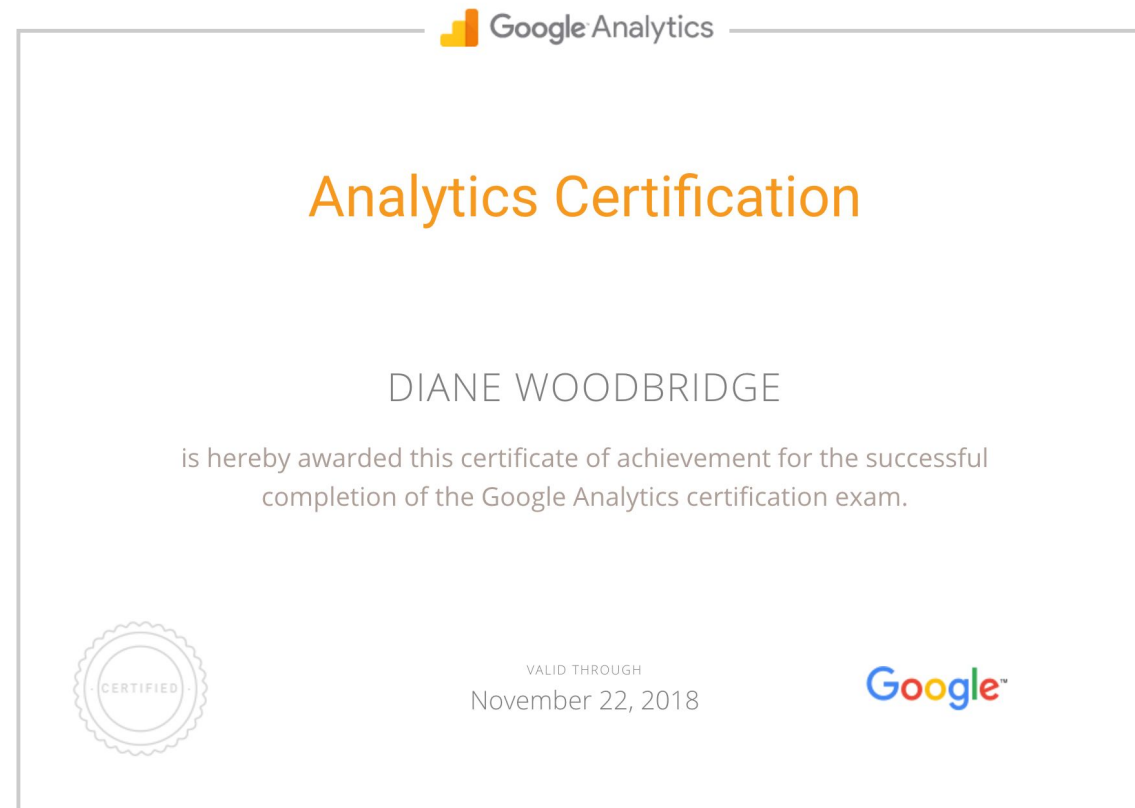 Google Analytics
Analytics Certification
DIANE WOODBRIDGE
is hereby awarded this certificate of achievement for the successful
completion of the Google Analytics certification exam.
· CERTIFIED ·
VALID THROUGH
November 22, 2018
Google™